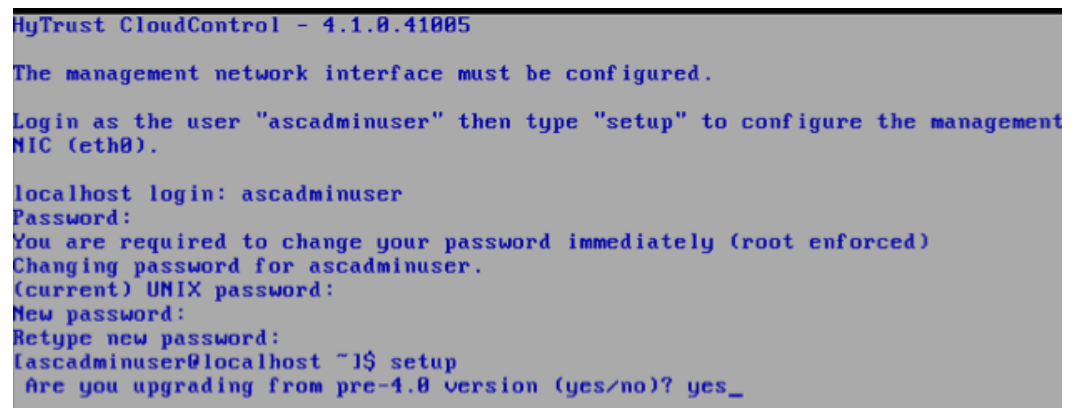 HyTrust CloudControl - 4.1.0.41005
The management network interface must be configured.
Login as the user "ascadminuser" then type "setup" to configure the management
NIC (eth0).
localhost login: ascadminuser
Password:
You are required to change your password immediately (root enforced)
Changing password for ascadminuser.
(current) UNIX password:
New password:
Retype new password:
[ascadminuser@localhost ~]$ setup
Are you upgrading from pre-4.0 version (yes/no)? yes_